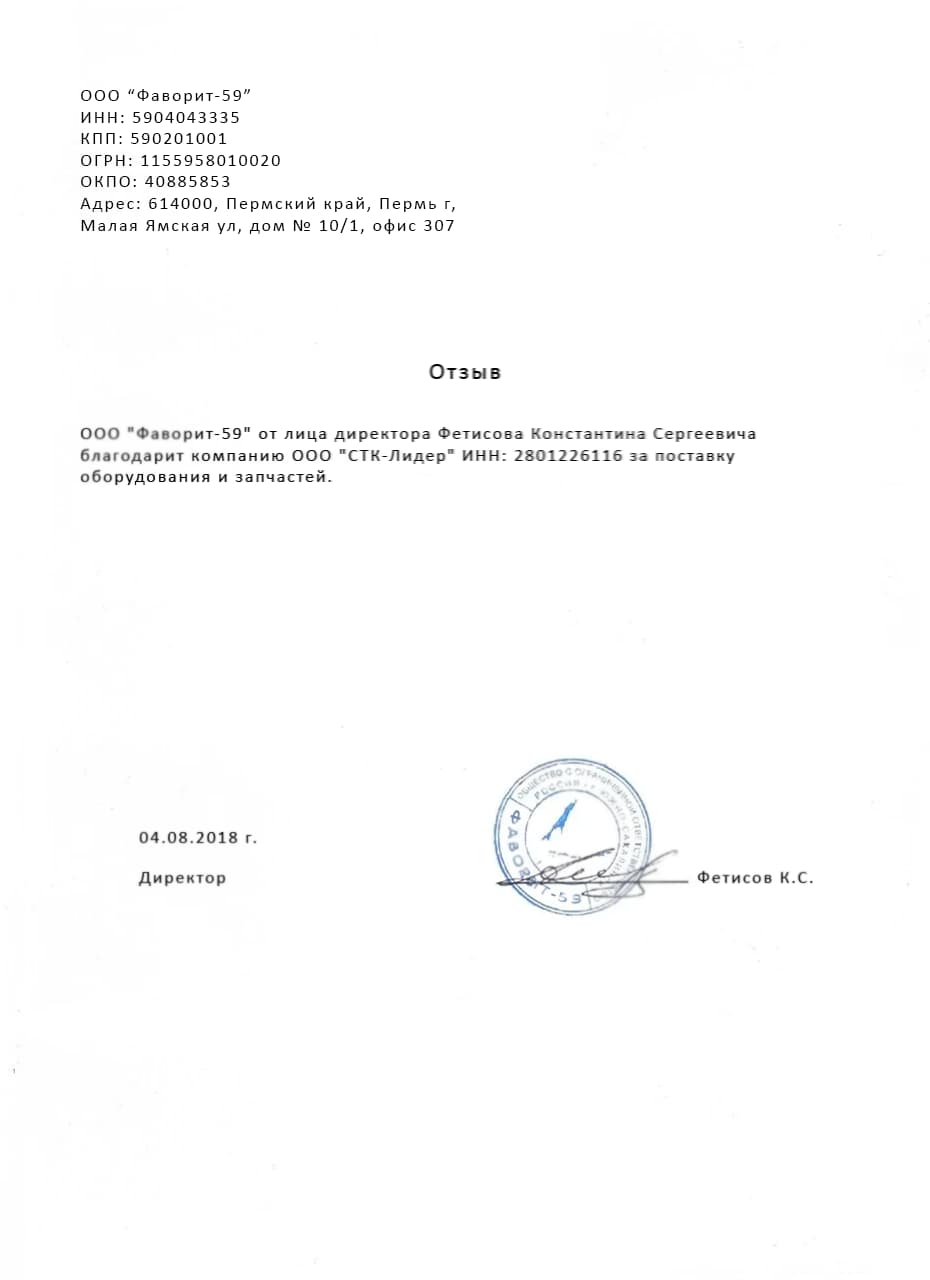 ООО “Фаворит-59”
ИНН: 5904043335
КПП: 590201001
ОГРН: 1155958010020
ОКПО: 40885853
Адрес: 614000, Пермский край, Пермь г,
Малая Ямская ул, дом № 10/1, офис 307
Отзыв
ООО "Фаворит-59" от лица директора Фетисова Константина Сергеевича
благодарит компанию ООО "СТК-Лидер" ИНН: 2801226116 за поставку
оборудования и запчастей.
ОБЩЕСТВО С ОГРАНИЧЕННОЙ
РОССИЯ
ФАВОРИТ-59
04.08.2018 г.
Директор
Фетисов К.С.